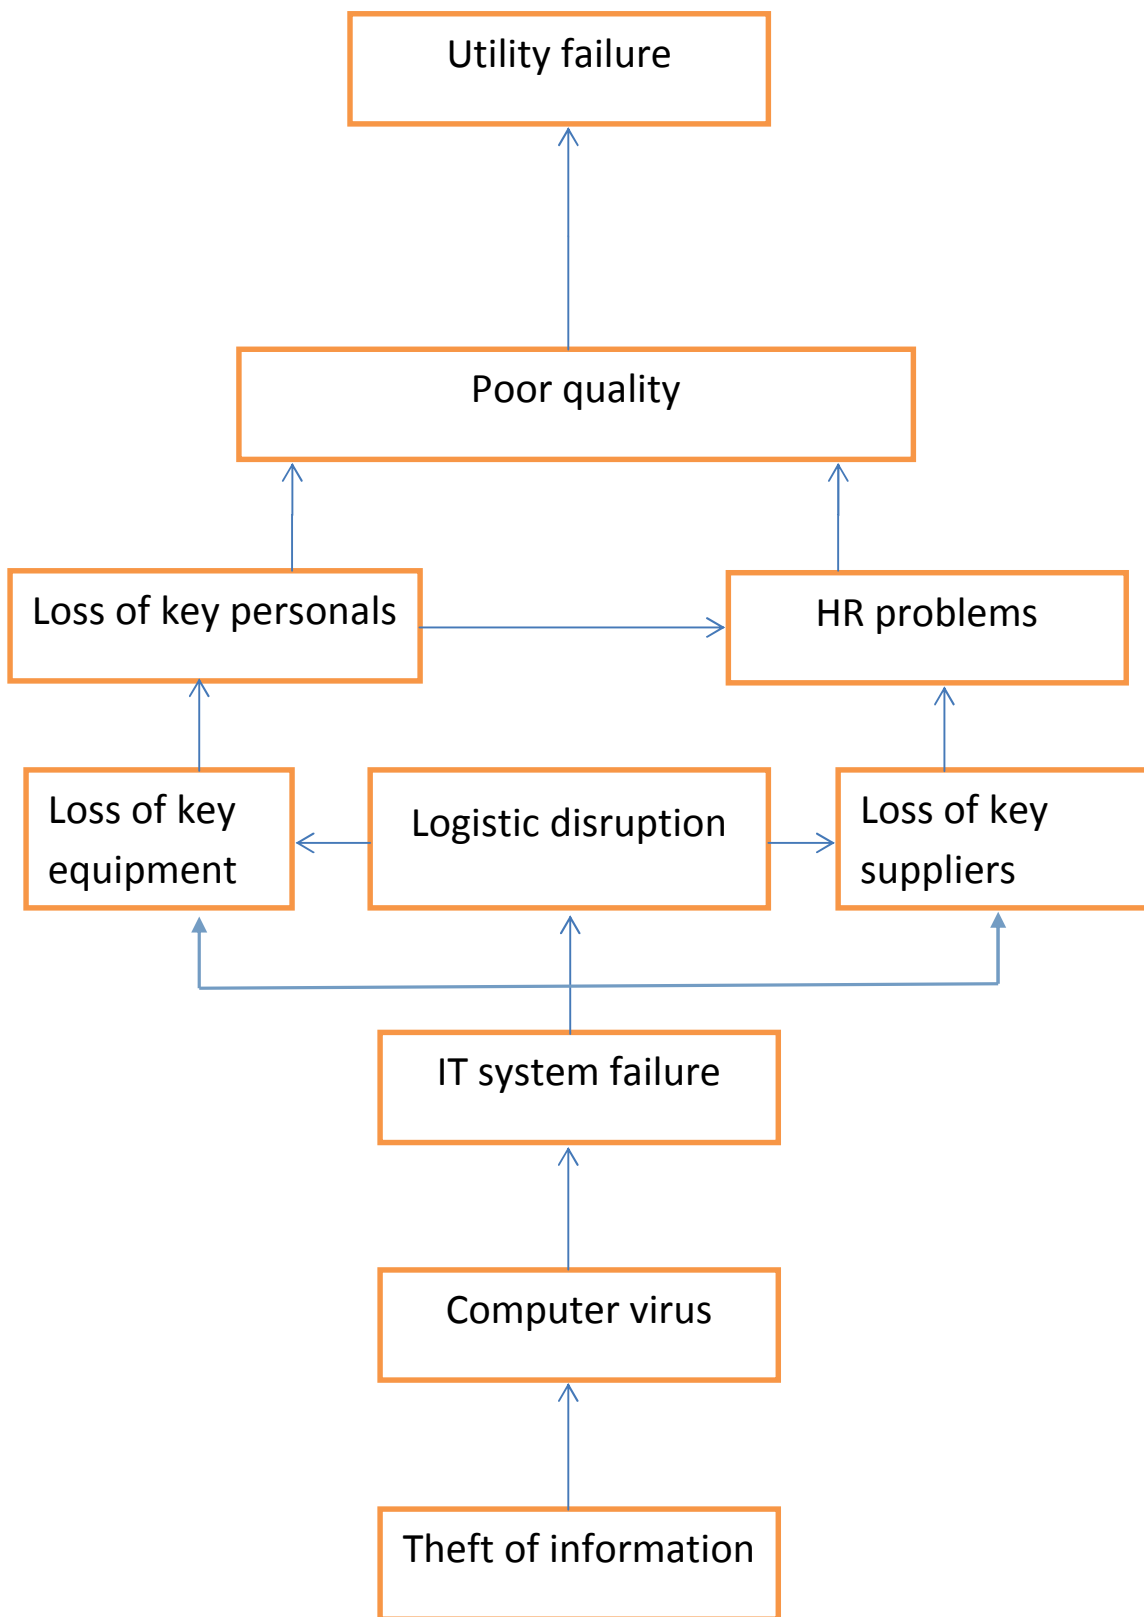 Utility failure
Poor quality
Loss of key personals
HR problems
Loss of key
equipment
Logistic disruption
Loss of key
suppliers
IT system failure
Computer virus
Theft of information